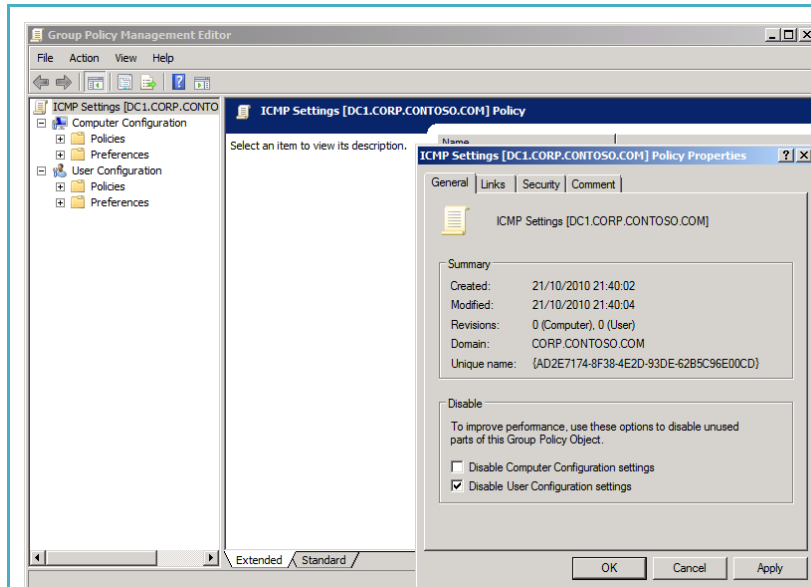 Group Policy Management Editor
File Action View Help
ICMP Settings [DC1.CORP.CONTO
Computer Configuration
Policies
Preferences
User Configuration
Policies
Preferences
ICMP Settings [DC1.CORP.CONTOSO.COM] Policy
Select an item to view its description.
Name
Extended Standard
ICMP Settings [DC1.CORP.CONTOSO.COM] Policy Properties
General Links Security Comment
ICMP Settings [DC1.CORP.CONTOSO.COM]
Summary
Created: 21/10/2010 21:40:02
Modified: 21/10/2010 21:40:04
Revisions: 0 (Computer), 0 (User)
Domain: CORP.CONTOSO.COM
Unique name: {AD2E7174-8F38-4E2D-93DE-62B5C96E00CD}
Disable
To improve performance, use these options to disable unused
parts of this Group Policy Object.
Disable Computer Configuration settings
Disable User Configuration settings
OK Cancel Apply